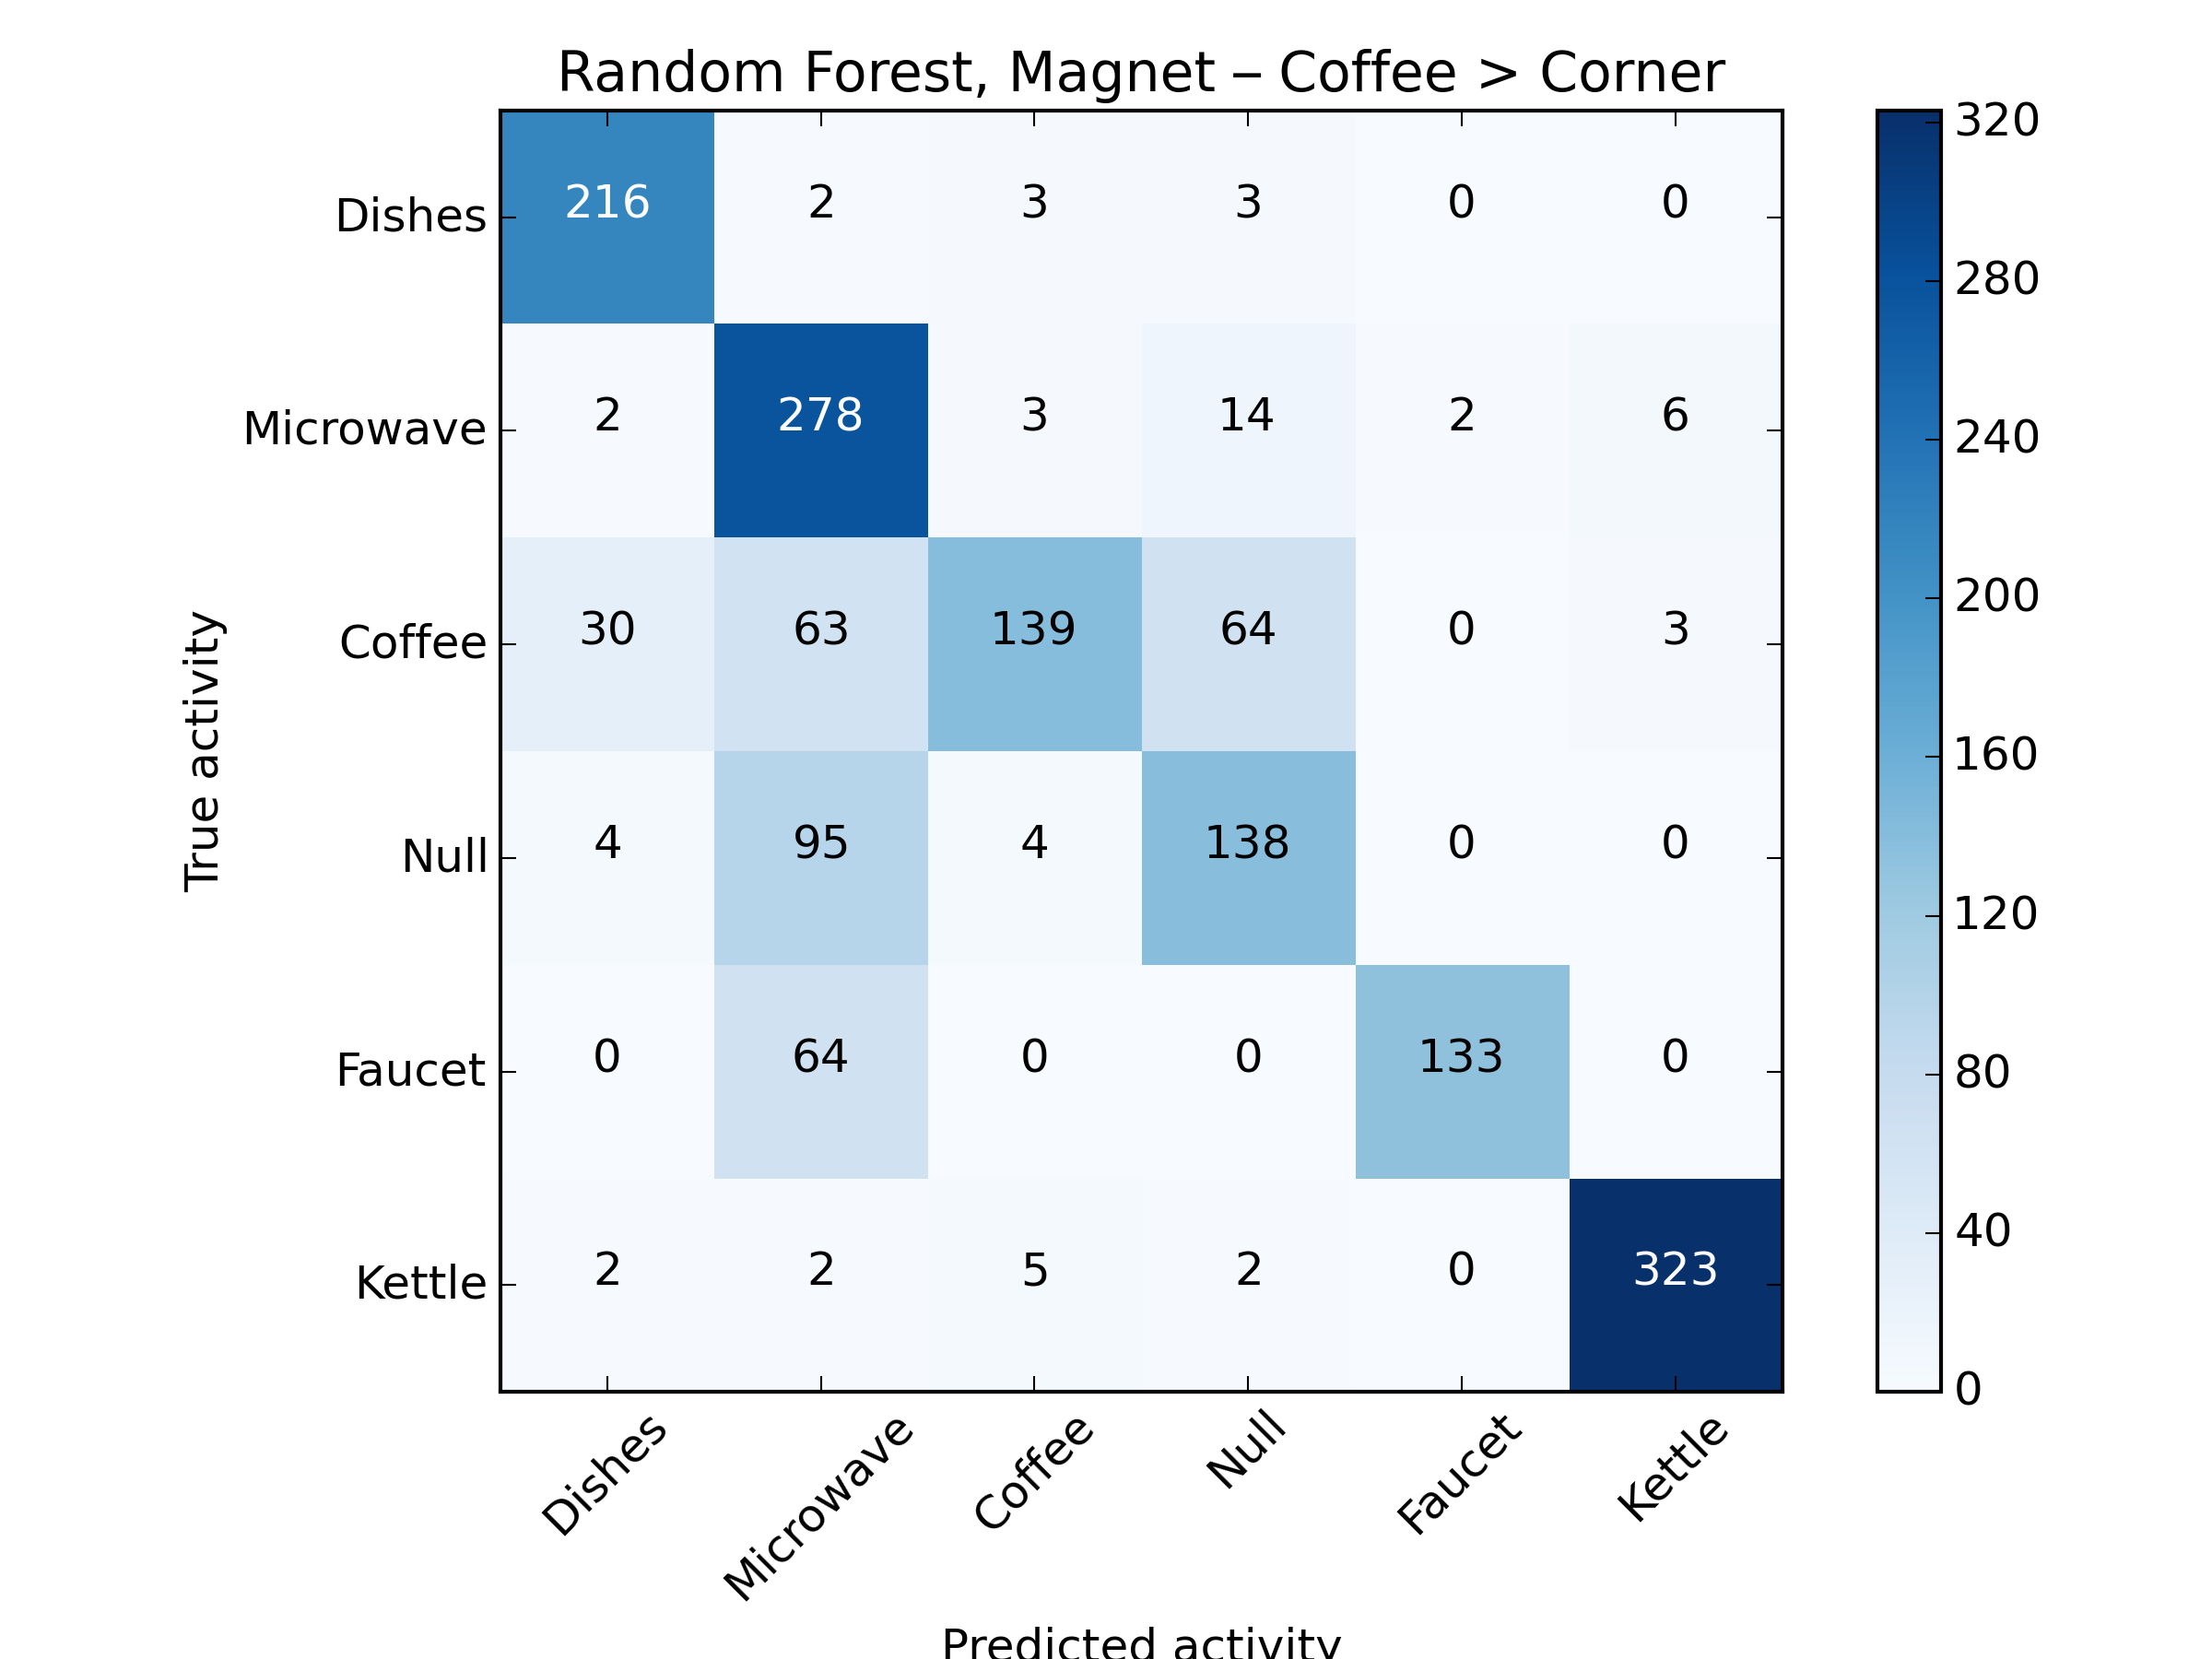 Random Forest, Magnet – Coffee > Corner
Dishes 216 2 3 3 0 0
Microwave 2 278 3 14 2 6
Coffee 30 63 139 64 0 3
Null 4 95 4 138 0 0
Faucet 0 64 0 0 133 0
Kettle 2 2 5 2 0 323
True activity
Dishes Microwave Coffee Null Faucet Kettle
Predicted activity
320
280
240
200
160
120
80
40
0